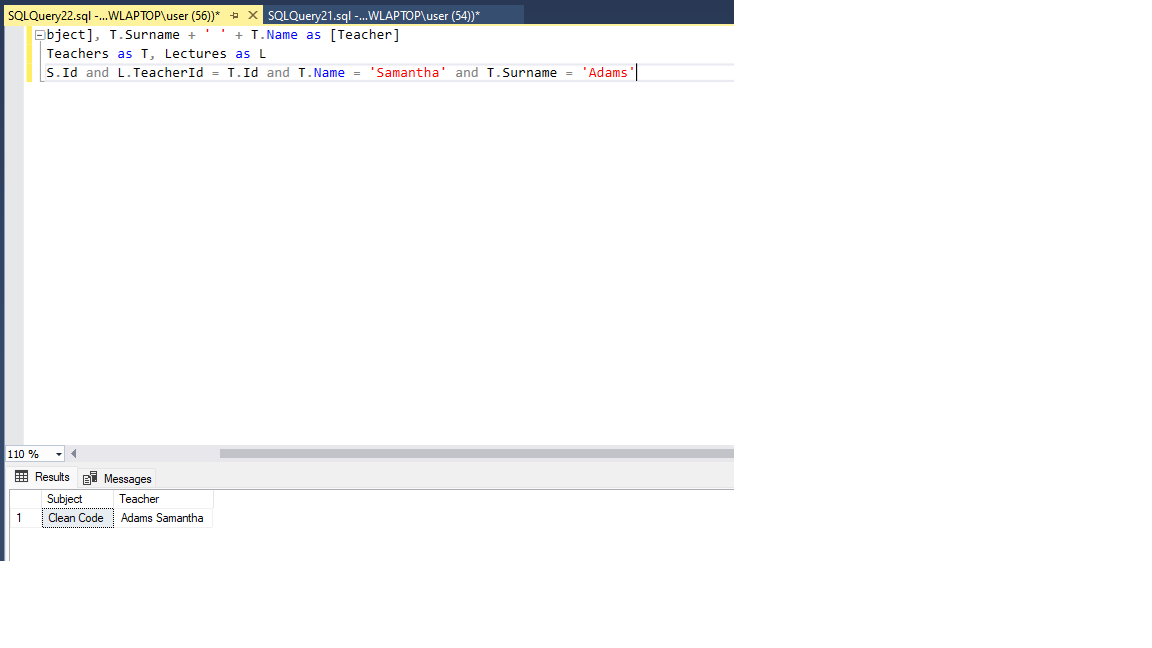 SQLQuery22.sql -...WLAPTOP\user (56))* SQLQuery21.sql -...WLAPTOP\user (54))*
bject], T.Surname + ' ' + T.Name as [Teacher]
Teachers as T, Lectures as L
S.Id and L.TeacherId = T.Id and T.Name = 'Samantha' and T.Surname = 'Adams'
110 %
Results Messages
Subject Teacher
1 Clean Code Adams Samantha